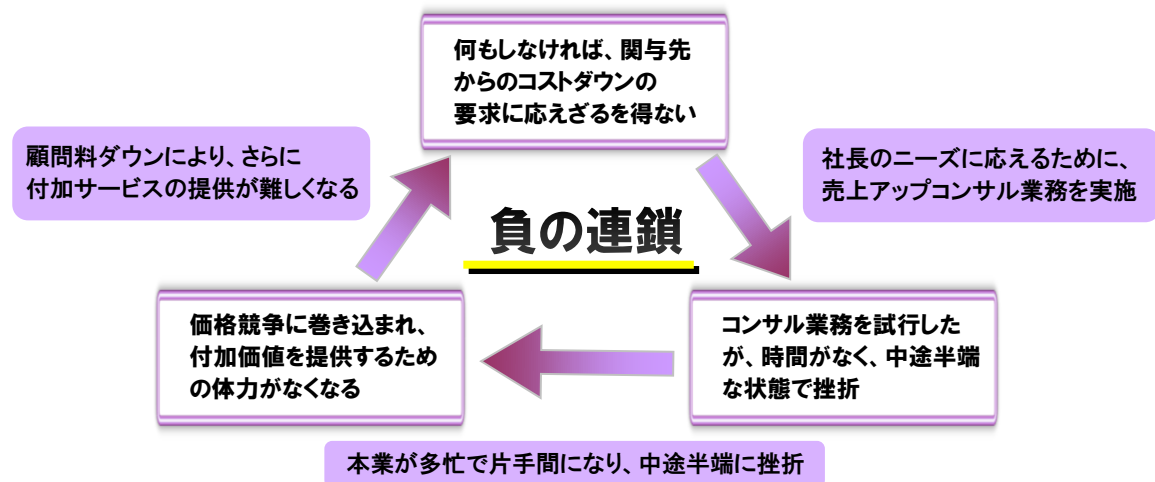 何もしなければ、関与先
からのコストダウンの
要求に応えざるを得ない
顧問料ダウンにより、さらに
付加サービスの提供が難しくなる
社長のニーズに応えるために、
売上アップコンサル業務を実施
負の連鎖
価格競争に巻き込まれ、
付加価値を提供するため
の体力がなくなる
コンサル業務を試行した
が、時間がなく、中途半端
な状態で挫折
本業が多忙で片手間になり、中途半端に挫折